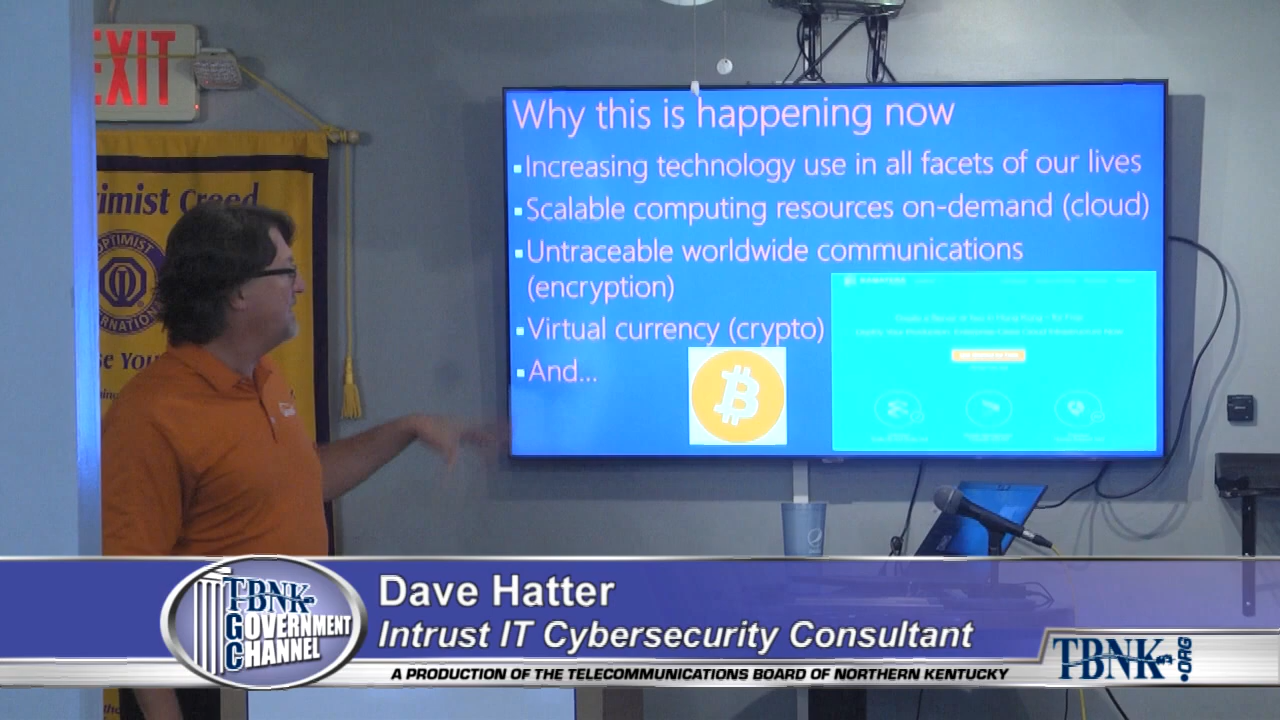 EXIT
timist Creed
OPTIMIST
INTERNATIONAL
se You
Why this is happening now
▪Increasing technology use in all facets of our lives
▪Scalable computing resources on-demand (cloud)
▪Untraceable worldwide communications
(encryption)
▪Virtual currency (crypto)
▪And...
TBNK
GOVERNMENT
CHANNEL
Dave Hatter
Intrust IT Cybersecurity Consultant
A PRODUCTION OF THE TELECOMMUNICATIONS BOARD OF NORTHERN KENTUCKY
TBNK.ORG